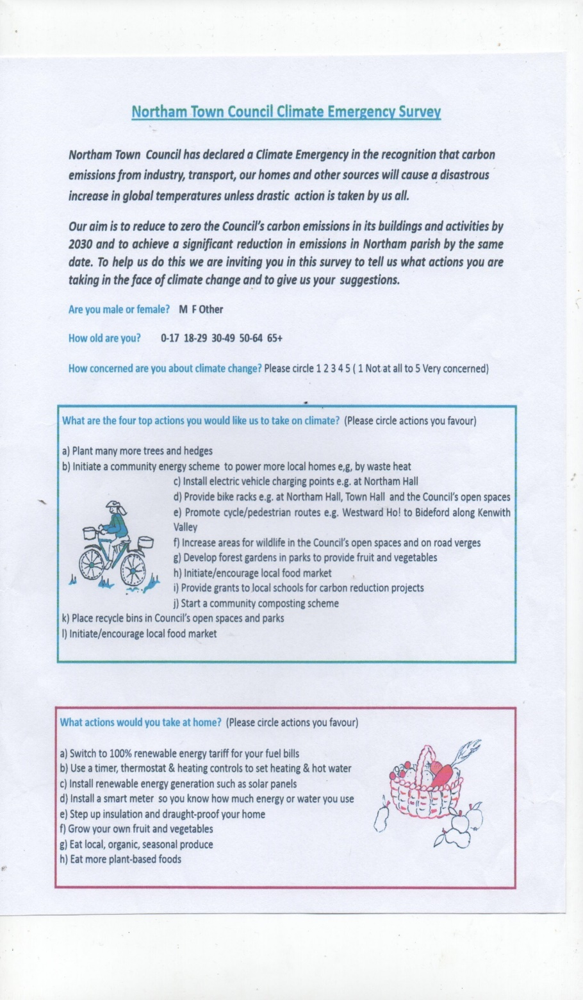 Northam Town Council Climate Emergency Survey
Northam Town Council has declared a Climate Emergency in the recognition that carbon
emissions from industry, transport, our homes and other sources will cause a disastrous
increase in global temperatures unless drastic action is taken by us all.
Our aim is to reduce to zero the Council's carbon emissions in its buildings and activities by
2030 and to achieve a significant reduction in emissions in Northam parish by the same
date. To help us do this we are inviting you in this survey to tell us what actions you are
taking in the face of climate change and to give us your suggestions.
Are you male or female? M F Other
How old are you? 0-17 18-29 30-49 50-64 65+
How concerned are you about climate change? Please circle 1 2 3 4 5 ( 1 Not at all to 5 Very concerned)
What are the four top actions you would like us to take on climate? (Please circle actions you favour)
a) Plant many more trees and hedges
b) Initiate a community energy scheme to power more local homes e,g, by waste heat
c) Install electric vehicle charging points e.g. at Northam Hall
d) Provide bike racks e.g. at Northam Hall, Town Hall and the Council's open spaces
e) Promote cycle/pedestrian routes e.g. Westward Ho! to Bideford along Kenwith
Valley
f) Increase areas for wildlife in the Council's open spaces and on road verges
g) Develop forest gardens in parks to provide fruit and vegetables
h) Initiate/encourage local food market
i) Provide grants to local schools for carbon reduction projects
j) Start a community composting scheme
k) Place recycle bins in Council's open spaces and parks
l) Initiate/encourage local food market
What actions would you take at home? (Please circle actions you favour)
a) Switch to 100% renewable energy tariff for your fuel bills
b) Use a timer, thermostat & heating controls to set heating & hot water
c) Install renewable energy generation such as solar panels
d) Install a smart meter so you know how much energy or water you use
e) Step up insulation and draught-proof your home
f) Grow your own fruit and vegetables
g) Eat local, organic, seasonal produce
h) Eat more plant-based foods